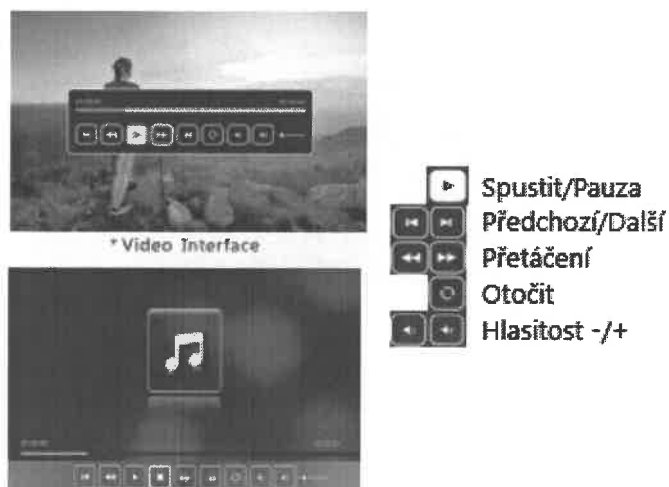 * Video Interface
Spustit/Pauza
Předchozí/Další
Přetáčení
Otočit
Hlasitost -/+